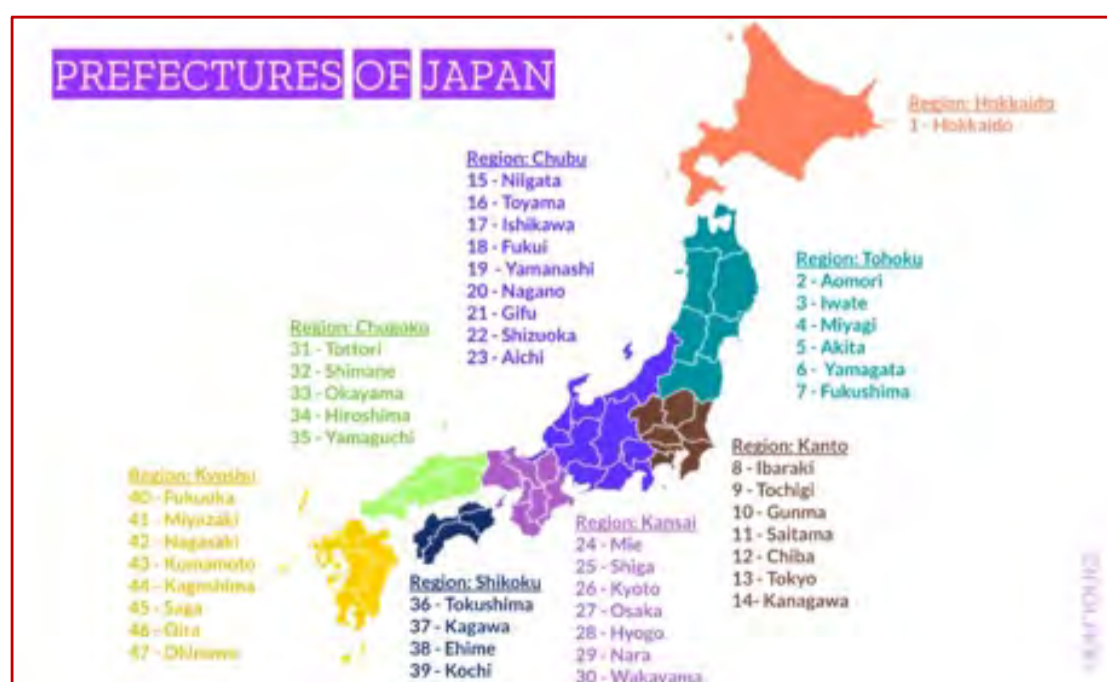 PREFECTURES OF JAPAN
Region: Hokkaido
1 - Hokkaido
Region: Chubu
15 - Niigata
16 - Toyama
17 - Ishikawa
18 - Fukui
19 - Yamanashi
20 - Nagano
21 - Gifu
22 - Shizuoka
23 - Aichi
Region: Tohoku
2 - Aomori
3 - Iwate
4 - Miyagi
5 - Akita
6 - Yamagata
7 - Fukushima
Region: Chugoku
31 - Tottori
32 - Shimane
33 - Okayama
34 - Hiroshima
35 - Yamaguchi
Region: Kanto
8 - Ibaraki
9 - Tochigi
10 - Gunma
11 - Saitama
12 - Chiba
13 - Tokyo
14- Kanagawa
Region: Kyushu
40 - Fukuoka
41 - Miyazaki
42 - Nagasaki
43 - Kumamoto
44 - Kagoshima
45 - Saga
46 -
47 -
Region: Shikoku
36 - Tokushima
37 - Kagawa
38 - Ehime
39 - Kochi
Region: Kansai
24 - Mie
25 - Shiga
26 - Kyoto
27 - Osaka
28 - Hyogo
29 - Nara
30 - Wakayama